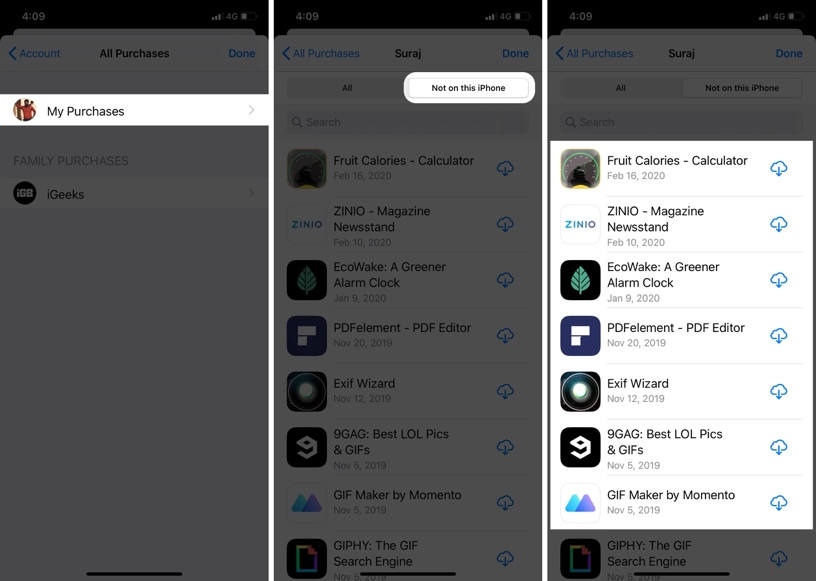 4:09
4G
Account
All Purchases
Done
My Purchases
FAMILY PURCHASES
iGB
iGeeks
4:09
4G
All Purchases
Suraj
Done
All
Not on this iPhone
Search
Fruit Calories - Calculator
Feb 16, 2020
ZINIO
ZINIO - Magazine
Newsstand
Feb 10, 2020
EcoWake: A Greener
Alarm Clock
Jan 9, 2020
PDFelement - PDF Editor
Nov 20, 2019
Exif Wizard
Nov 12, 2019
9GAG: Best LOL Pics
& GIFs
Nov 5, 2019
GIF Maker by Momento
Nov 5, 2019
GIPHY: The GIF
Search Engine
Nov 5, 2019
4:09
4G
All Purchases
Suraj
Done
All
Not on this iPhone
Search
Fruit Calories - Calculator
Feb 16, 2020
ZINIO
ZINIO - Magazine
Newsstand
Feb 10, 2020
EcoWake: A Greener
Alarm Clock
Jan 9, 2020
PDFelement - PDF Editor
Nov 20, 2019
Exif Wizard
Nov 12, 2019
9GAG: Best LOL Pics
& GIFs
Nov 5, 2019
GIF Maker by Momento
Nov 5, 2019
GIPHY: The GIF
Search Engine
Nov 5, 2019